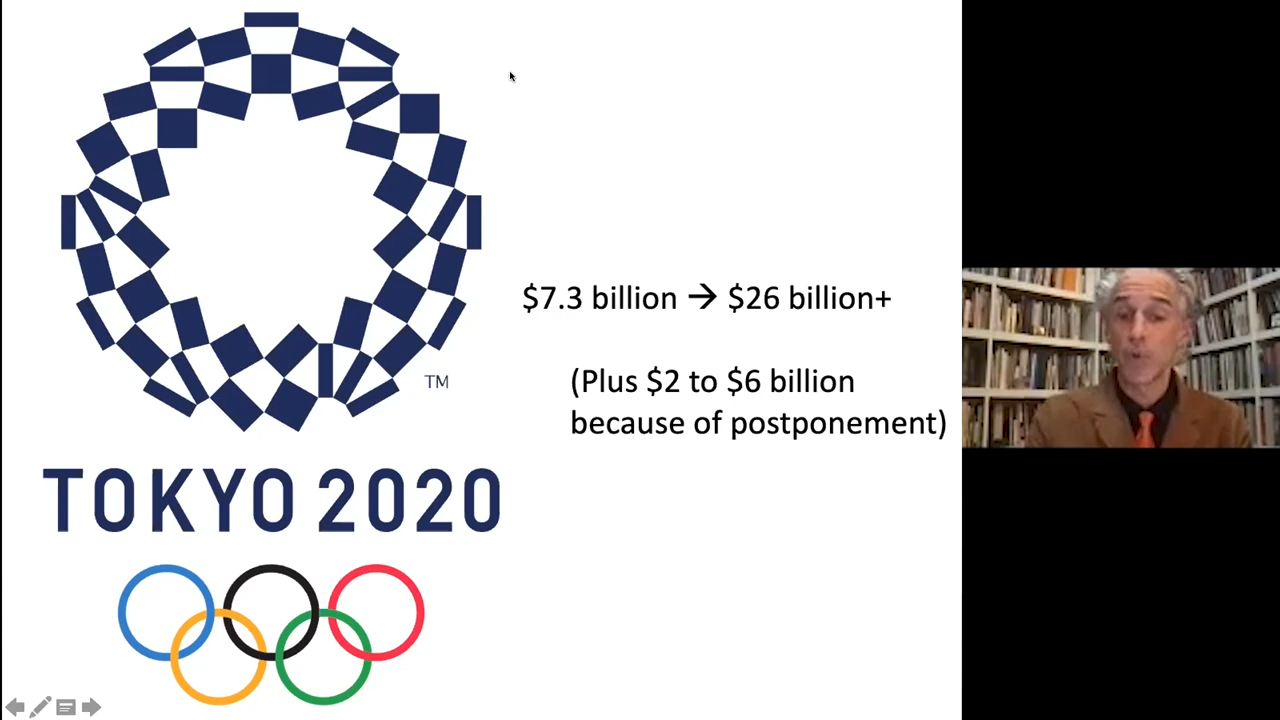 $7.3 billion → $26 billion+
(Plus $2 to $6 billion
because of postponement)
TM
TOKYO 2020